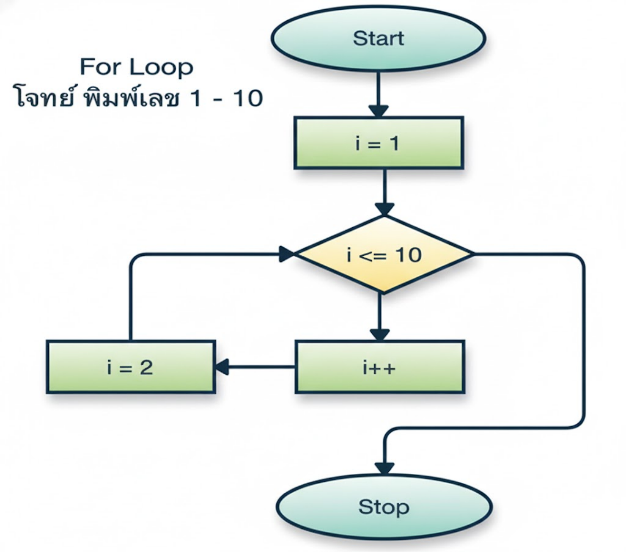 Start
For Loop
โจทย์ พิมพ์เลข 1 - 10
i = 1
i <= 10
i = 2
i++
Stop